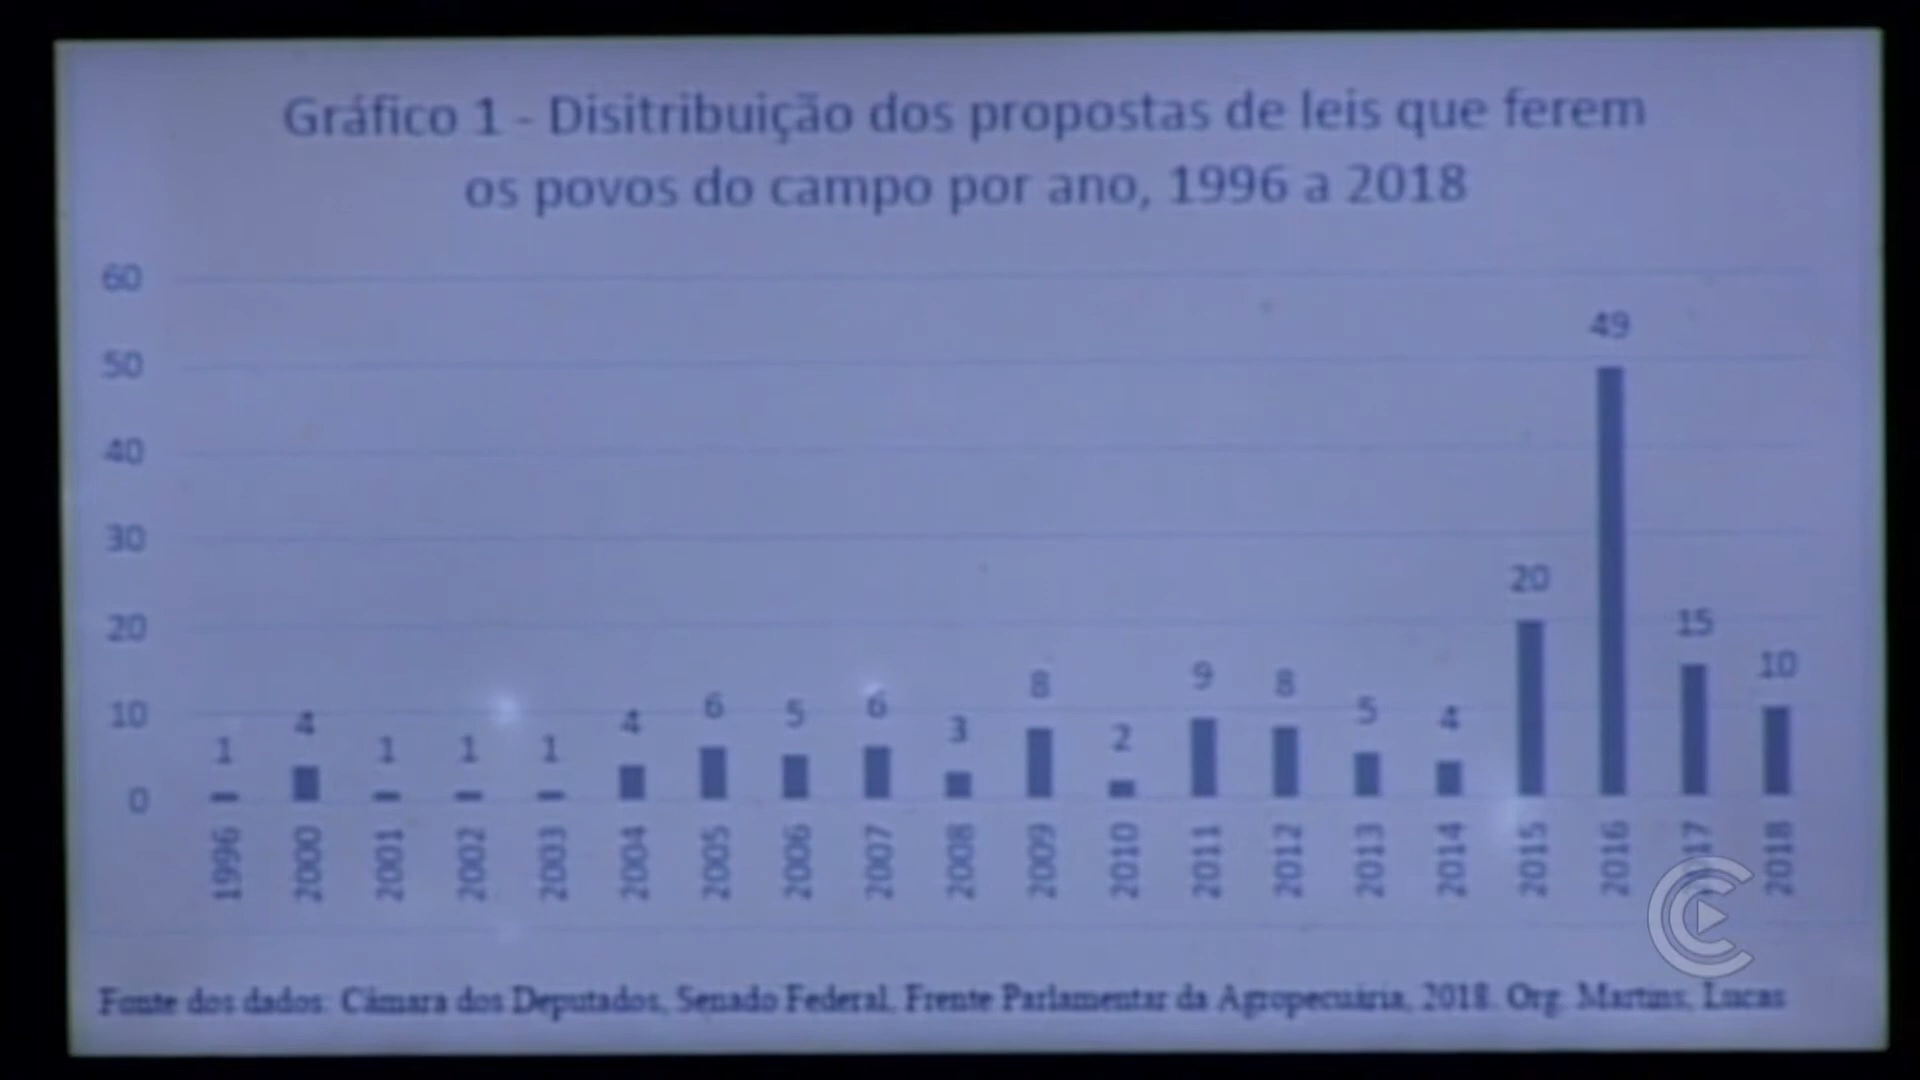 Gráfico 1 - Disitribuição dos propostas de leis que ferem
os povos do campo por ano, 1996 a 2018
60
50
40
30
20
10
0
1 4 1 1 1 4 6 5 6 3 8 2 9 8 5 4 20 49 15 10
1996 2000 2001 2002 2003 2004 2005 2006 2007 2008 2009 2010 2011 2012 2013 2014 2015 2016 2017 2018
Fonte dos dados: Câmara dos Deputados, Senado Federal, Frente Parlamentar da Agropecuária, 2018. Org. Martins, Lucas